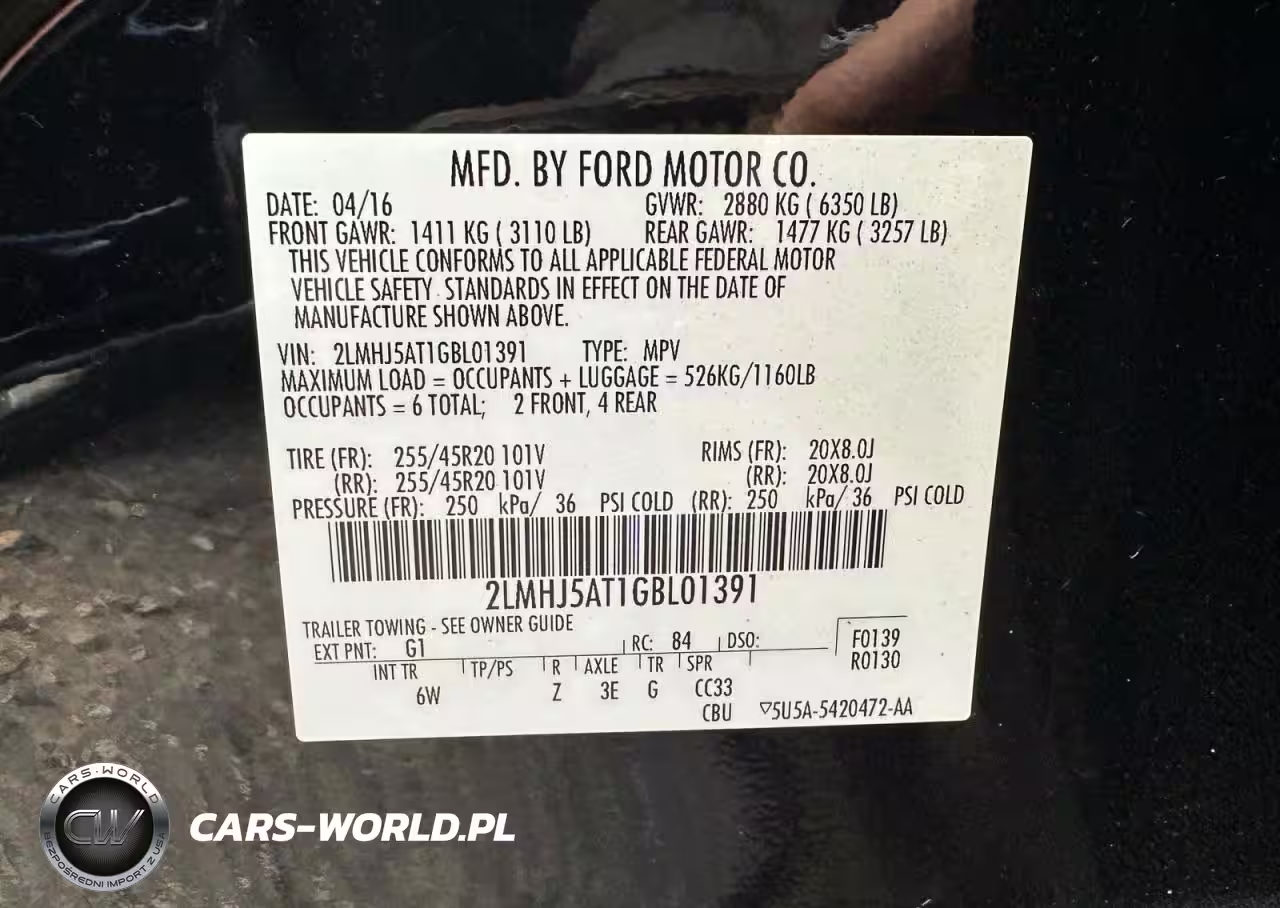 MFD. BY FORD MOTOR CO.
DATE: 04/16 GVWR: 2880 KG ( 6350 LB)
FRONT GAWR: 1411 KG ( 3110 LB) REAR GAWR: 1477 KG ( 3257 LB)
THIS VEHICLE CONFORMS TO ALL APPLICABLE FEDERAL MOTOR
VEHICLE SAFETY STANDARDS IN EFFECT ON THE DATE OF
MANUFACTURE SHOWN ABOVE.
VIN: 2LMHJ5AT1GBL01391 TYPE: MPV
MAXIMUM LOAD = OCCUPANTS + LUGGAGE = 526KG/1160LB
OCCUPANTS = 6 TOTAL; 2 FRONT, 4 REAR
TIRE (FR): 255/45R20 101V RIMS (FR): 20X8.0J
(RR): 255/45R20 101V (RR): 20X8.0J
PRESSURE (FR): 250 kPa/ 36 PSI COLD (RR): 250 kPa/ 36 PSI COLD
2LMHJ5AT1GBL01391
TRAILER TOWING - SEE OWNER GUIDE
EXT PNT: G1 RC: 84 DSO: F0139
INT TR TP/PS R AXLE TR SPR R0130
6W Z 3E G CC33
CBU ▽5U5A-5420472-AA
CARS-WORLD
CW
BEZPOŚREDNI IMPORT Z USA
CARS-WORLD.PL